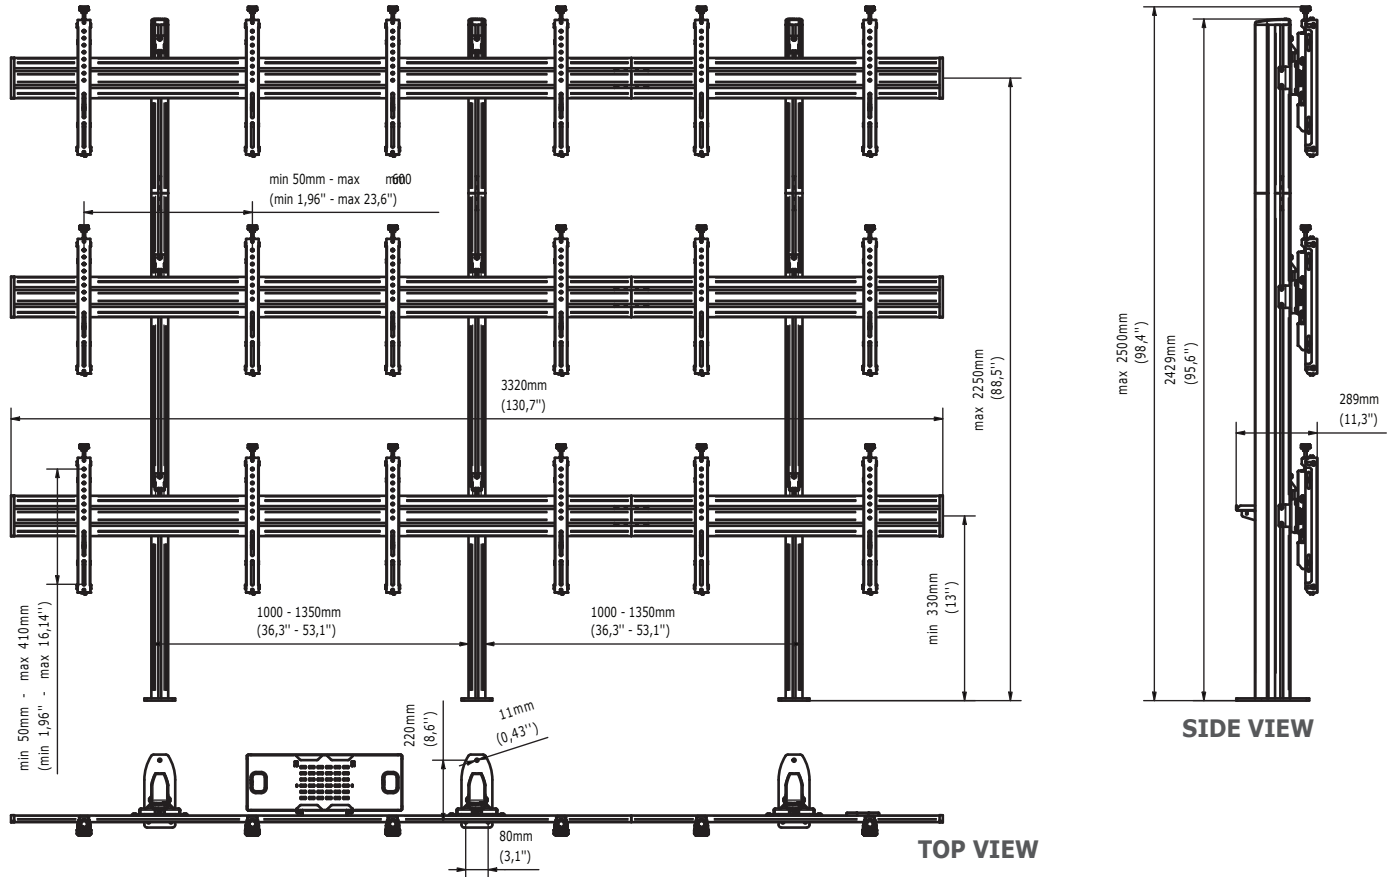 min 50mm - max 600mm
(min 1,96" - max 23,6")
3320mm
(130,7")
max 2250mm
(88,5")
max 2500mm
(98,4")
2429mm
(95,6")
289mm
(11,3")
min 50mm - max 410mm
(min 1,96" - max 16,14")
1000 - 1350mm
(36,3" - 53,1")
1000 - 1350mm
(36,3" - 53,1")
min 330mm
(13")
220mm
(8,6")
11mm
(0,43")
SIDE VIEW
80mm
(3,1")
TOP VIEW